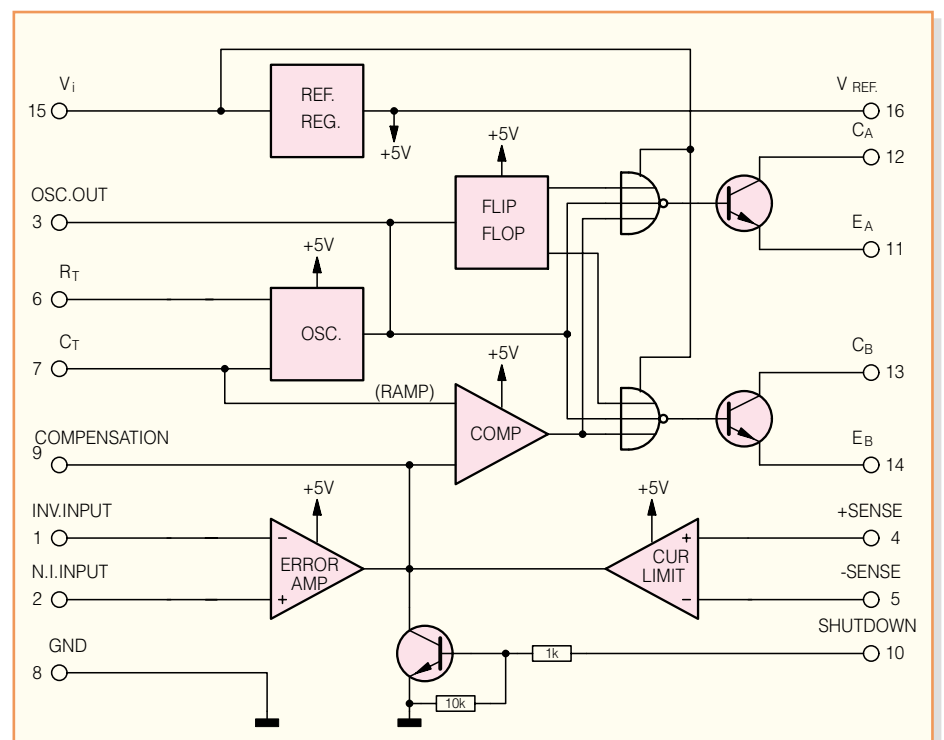 Vi
15
REF.
REG.
+5V
V REF.
16
CA
12
OSC.OUT
3
+5V
FLIP
FLOP
EA
11
+5V
RT
6
OSC.
CT
7
(RAMP)
+5V
COMP
CB
13
COMPENSATION
9
EB
14
INV.INPUT
1
+5V
−
ERROR
AMP
+
N.I.INPUT
2
+5V
+
CUR
LIMIT
−
+SENSE
4
-SENSE
5
SHUTDOWN
10
GND
8
1k
10k